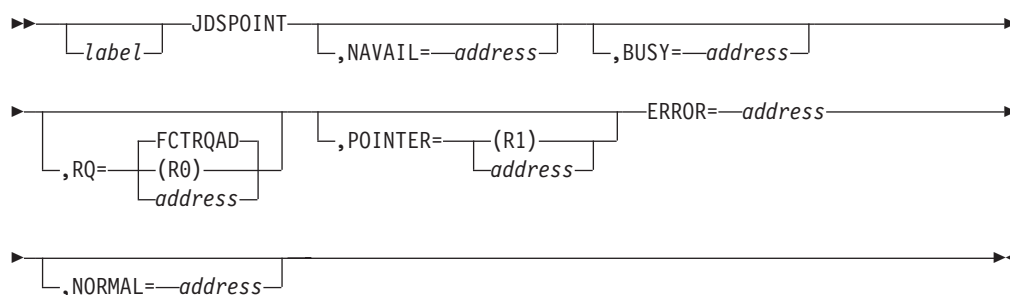 label JDSPOINT ,NAVAIL= address ,BUSY= address
,RQ= FCTRQAD (R0) address ,POINTER= (R1) address ERROR= address
,NORMAL= address